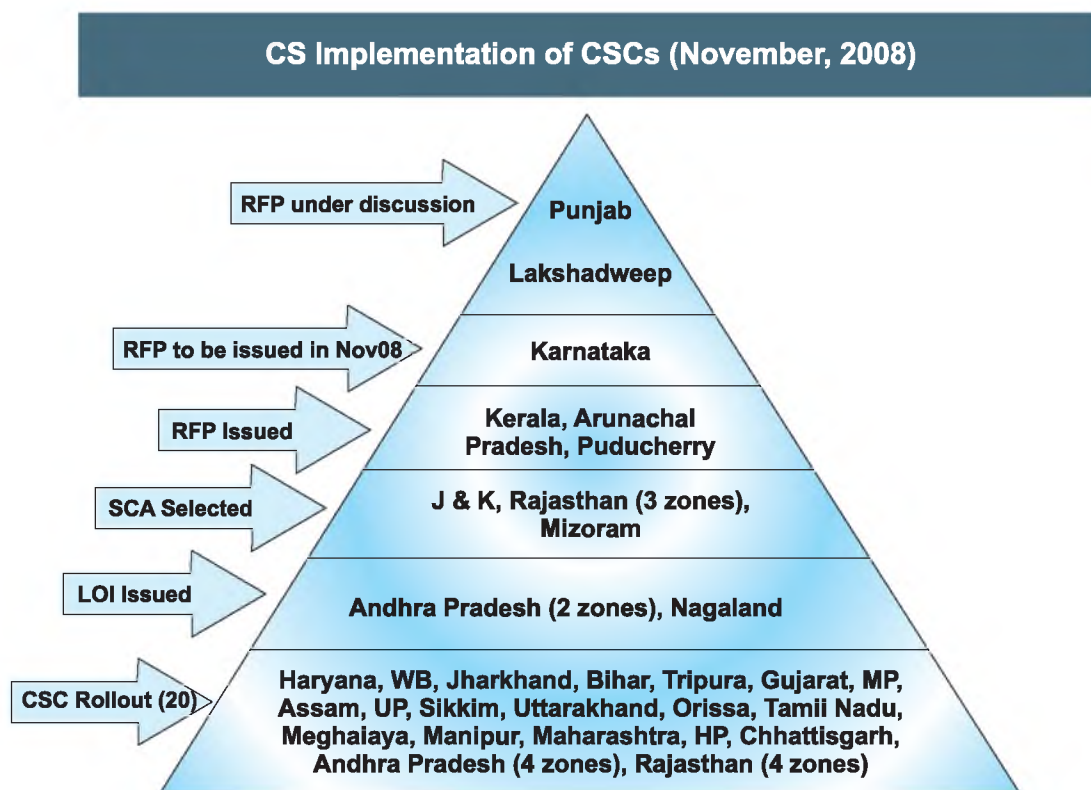 CS Implementation of CSCs (November, 2008)
RFP under discussion
Punjab
Lakshadweep
RFP to be issued in Nov08
Karnataka
RFP Issued
Kerala, Arunachal
Pradesh, Puducherry
SCA Selected
J & K, Rajasthan (3 zones),
Mizoram
LOI Issued
Andhra Pradesh (2 zones), Nagaland
CSC Rollout (20)
Haryana, WB, Jharkhand, Bihar, Tripura, Gujarat, MP,
Assam, UP, Sikkim, Uttarakhand, Orissa, Tamii Nadu,
Meghaiaya, Manipur, Maharashtra, HP, Chhattisgarh,
Andhra Pradesh (4 zones), Rajasthan (4 zones)